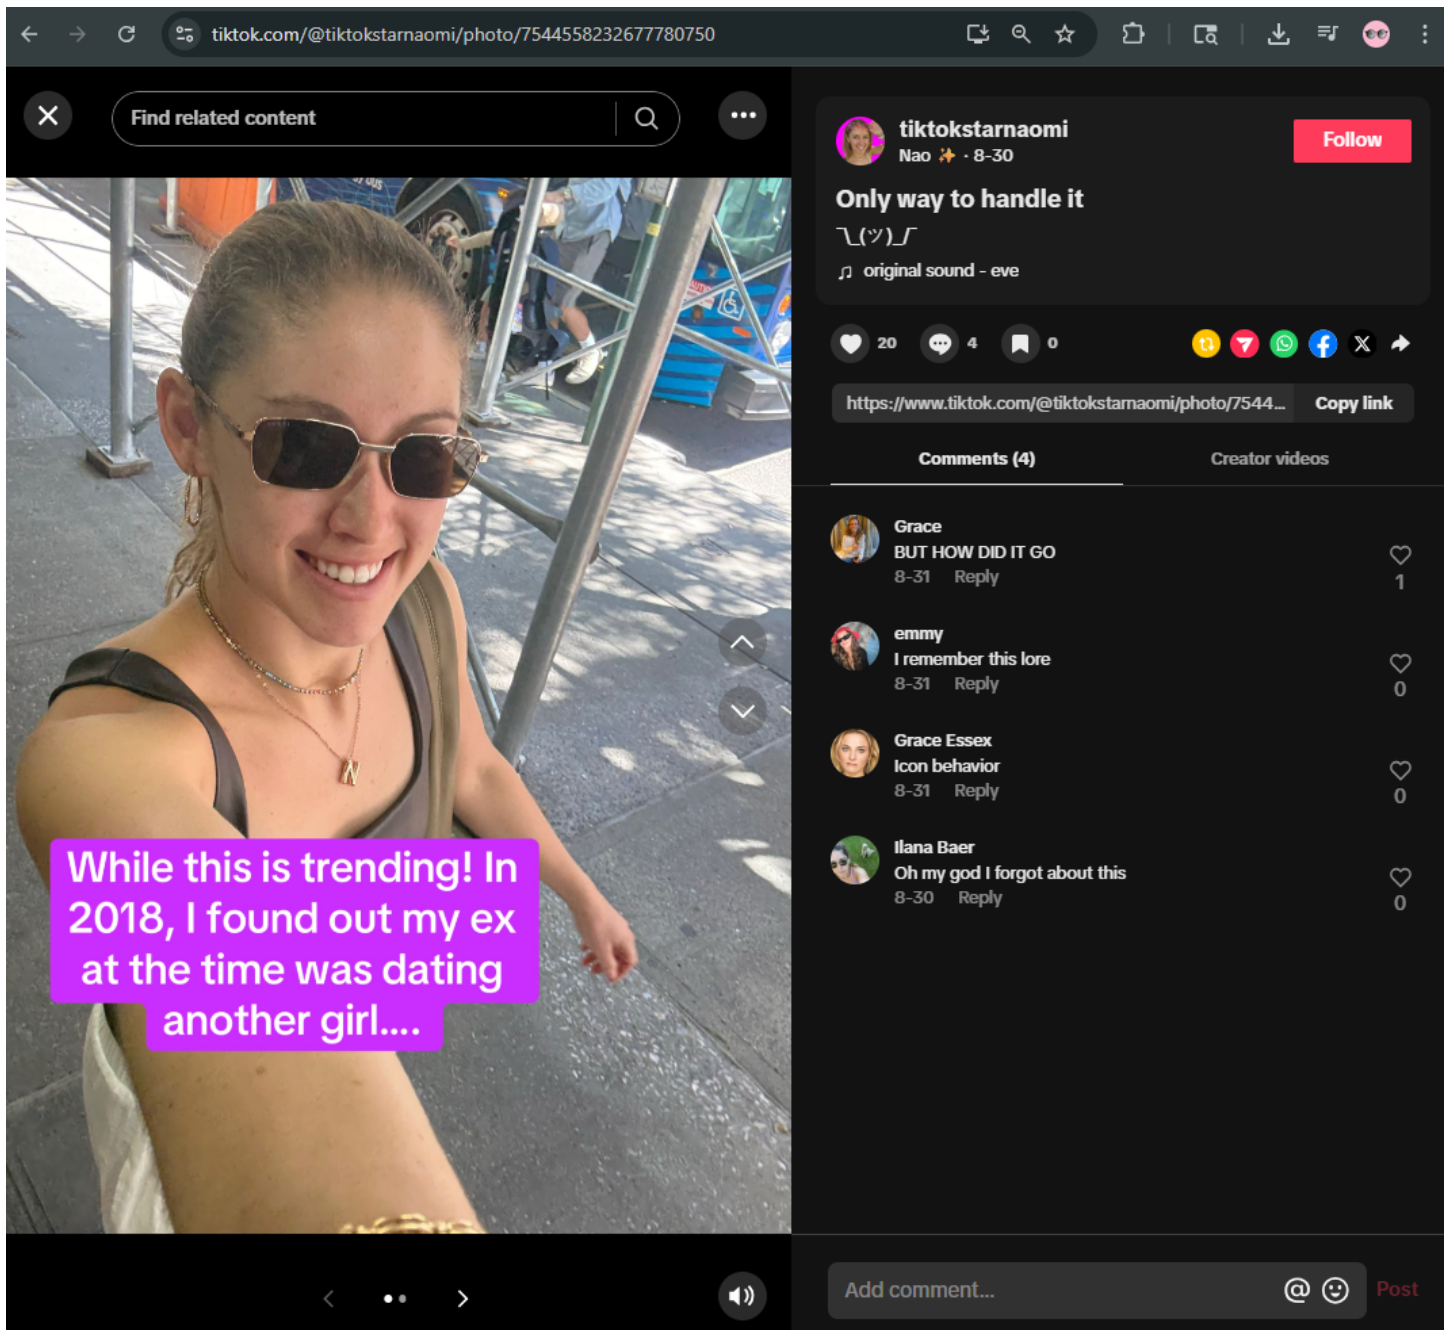 tiktok.com/@tiktokstarnaomi/photo/7544558232677780750
Find related content
While this is trending! In
2018, I found out my ex
at the time was dating
another girl....
tiktokstarnaomi
Nao ✨ · 8-30
Follow
Only way to handle it
¯\_(ツ)_/¯
original sound - eve
20
4
0
https://www.tiktok.com/@tiktokstarnaomi/photo/7544...
Copy link
Comments (4)
Creator videos
Grace
BUT HOW DID IT GO
8-31 Reply
1
emmy
I remember this lore
8-31 Reply
0
Grace Essex
Icon behavior
8-31 Reply
0
Ilana Baer
Oh my god I forgot about this
8-30 Reply
0
Add comment...
Post
N